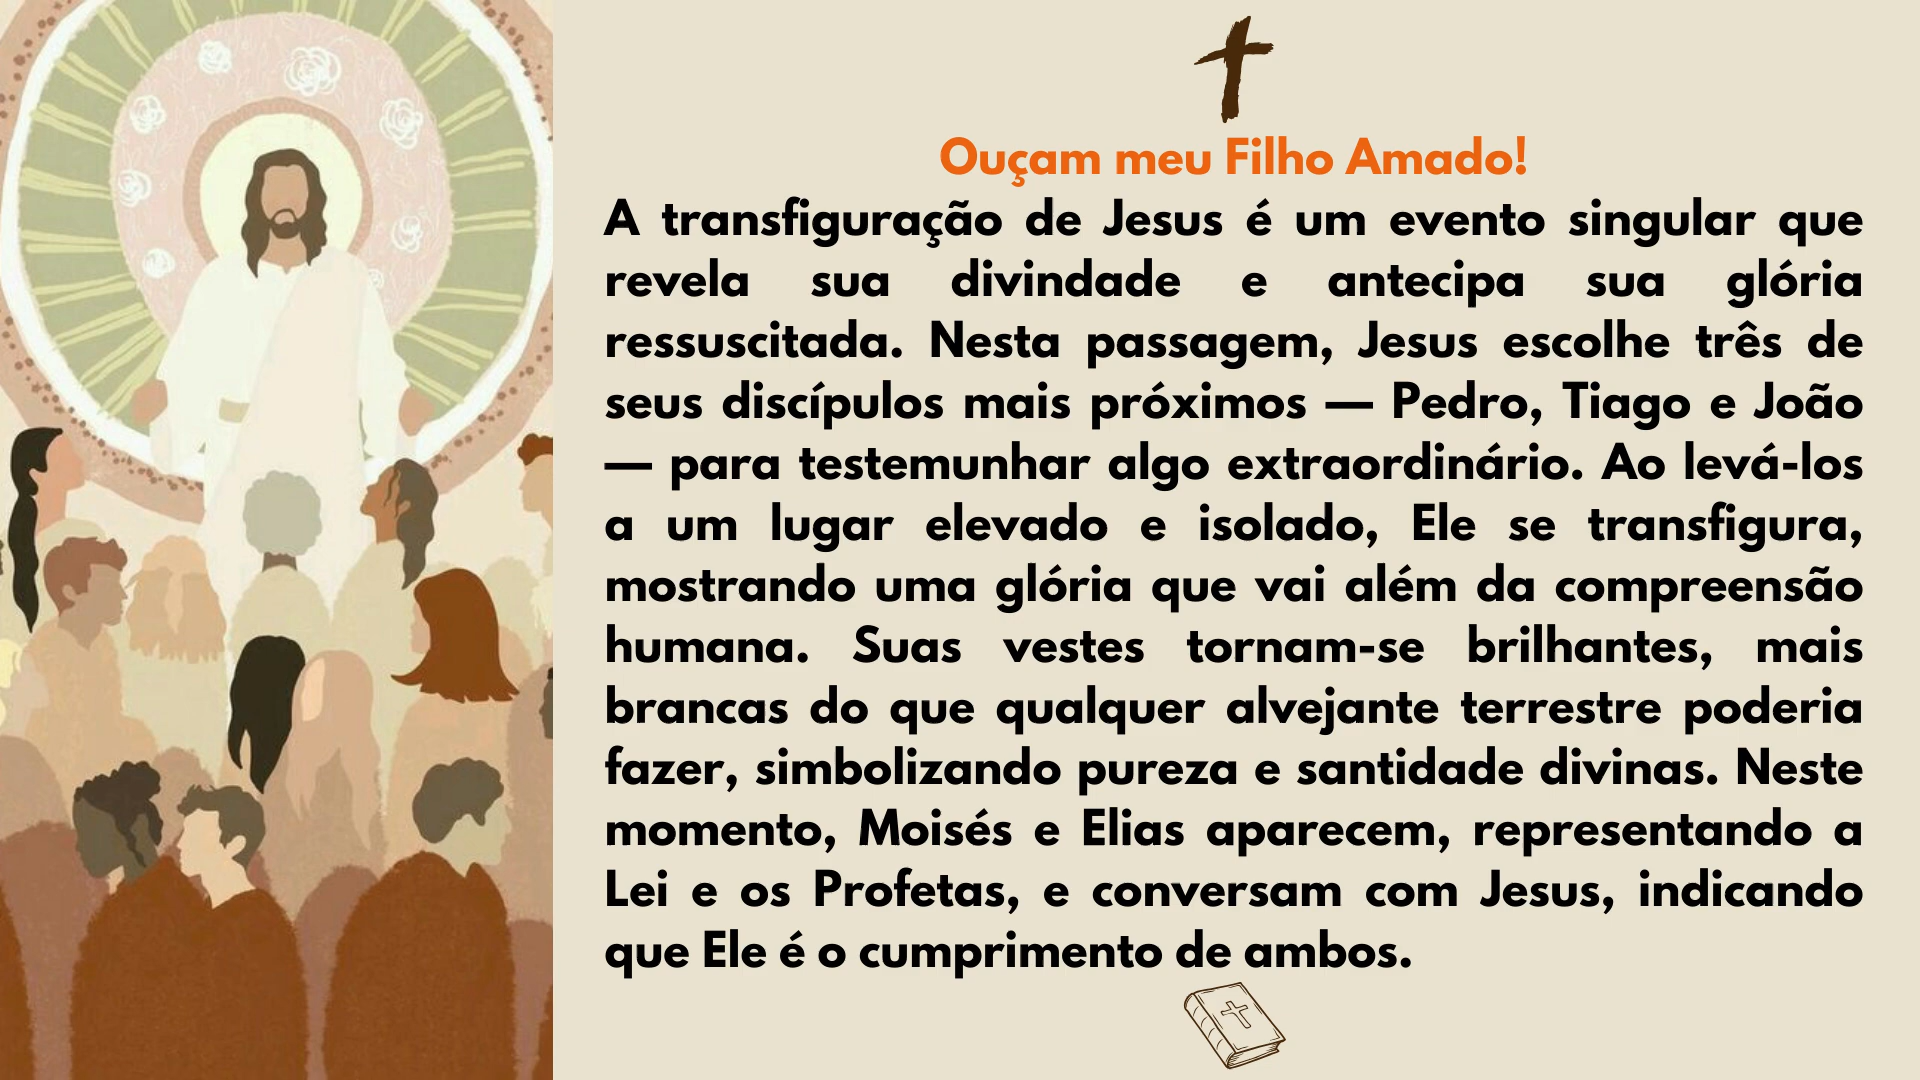 Ouçam meu Filho Amado!
A transfiguração de Jesus é um evento singular que
revela sua divindade e antecipa sua glória
ressuscitada. Nesta passagem, Jesus escolhe três de
seus discípulos mais próximos — Pedro, Tiago e João
— para testemunhar algo extraordinário. Ao levá-los
a um lugar elevado e isolado, Ele se transfigura,
mostrando uma glória que vai além da compreensão
humana. Suas vestes tornam-se brilhantes, mais
brancas do que qualquer alvejante terrestre poderia
fazer, simbolizando pureza e santidade divinas. Neste
momento, Moisés e Elias aparecem, representando a
Lei e os Profetas, e conversam com Jesus, indicando
que Ele é o cumprimento de ambos.